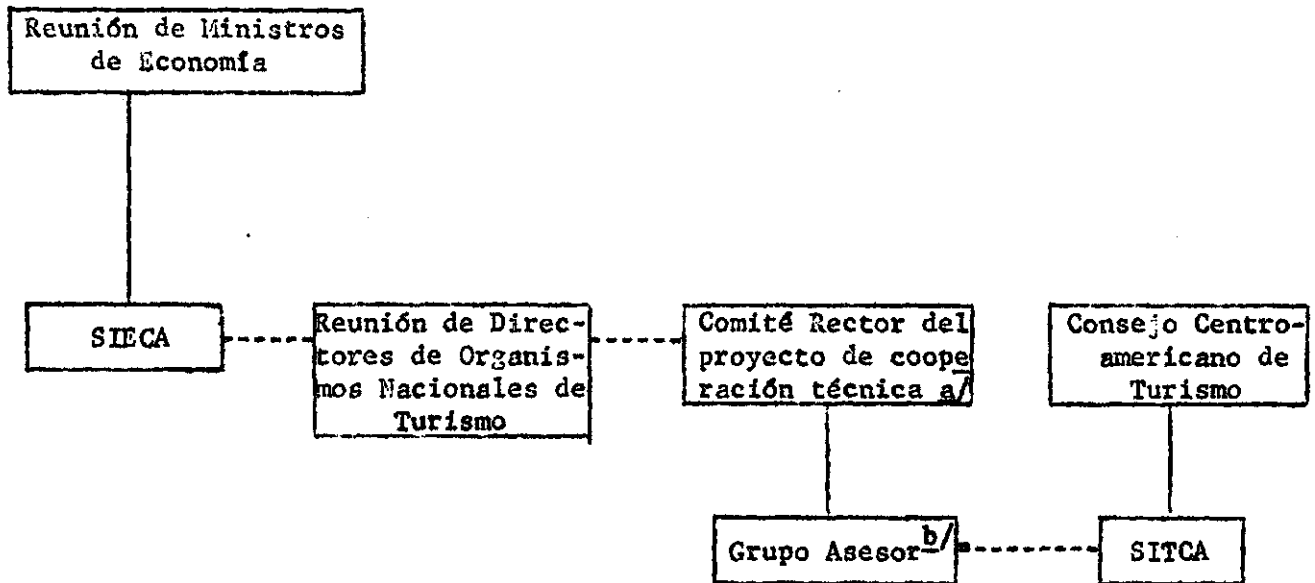 Reunión de Ministros
de Economía
SIECA
Reunión de Direc-
tores de Organis-
mos Nacionales de
Turismo
Comité Rector del
proyecto de coope
ración técnica a/
Consejo Centro-
americano de
Turismo
Grupo Asesor b/
SITCA